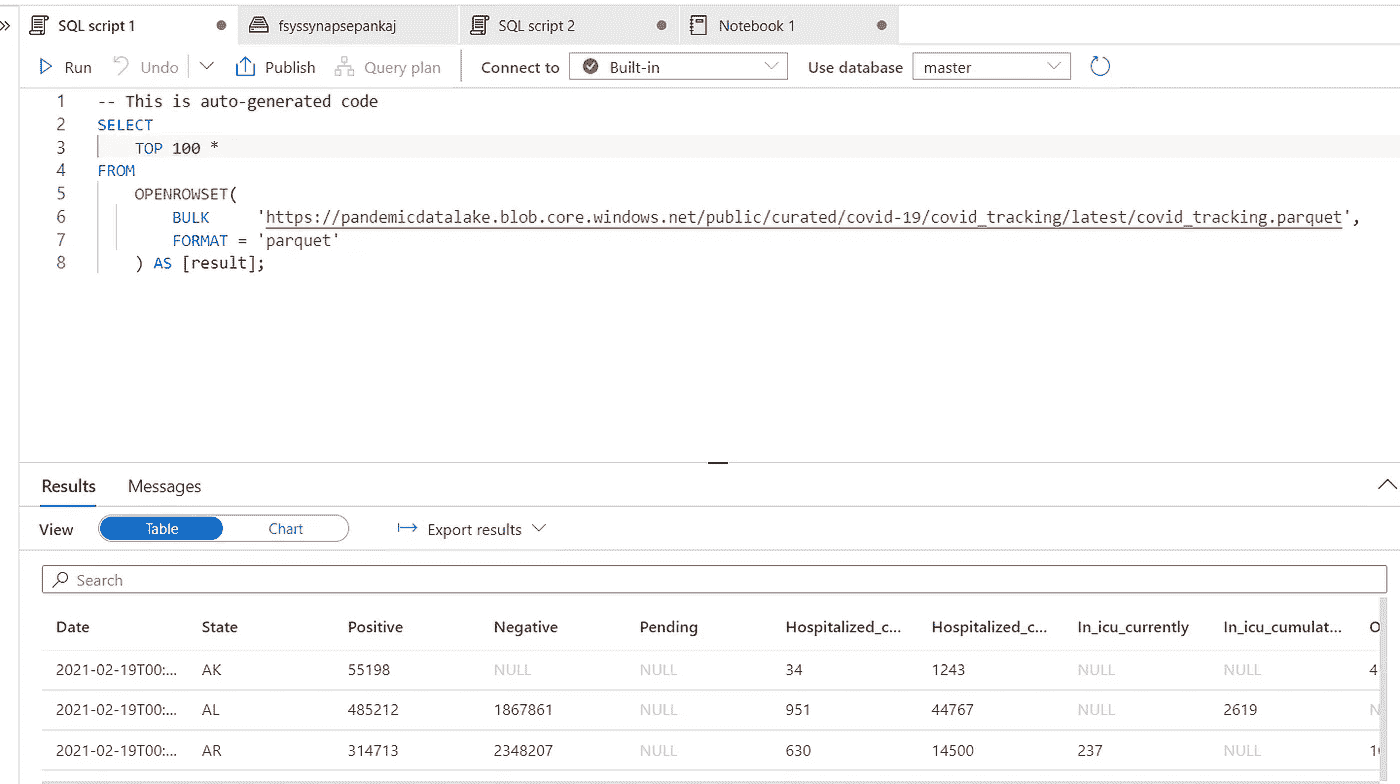 SQL script 1 fsyssynapsepankaj SQL script 2 Notebook 1
Run Undo Publish Query plan Connect to Built-in Use database master
1 -- This is auto-generated code
2 SELECT
3 TOP 100 *
4 FROM
5 OPENROWSET(
6 BULK 'https://pandemicdatalake.blob.core.windows.net/public/curated/covid-19/covid_tracking/latest/covid_tracking.parquet',
7 FORMAT = 'parquet'
8 ) AS [result];
Results Messages
View Table Chart Export results
Search
Date State Positive Negative Pending Hospitalized_c... Hospitalized_c... In_icu_currently In_icu_cumulat... O
2021-02-19T00:... AK 55198 NULL NULL 34 1243 NULL NULL 4
2021-02-19T00:... AL 485212 1867861 NULL 951 44767 NULL 2619 N
2021-02-19T00:... AR 314713 2348207 NULL 630 14500 237 NULL